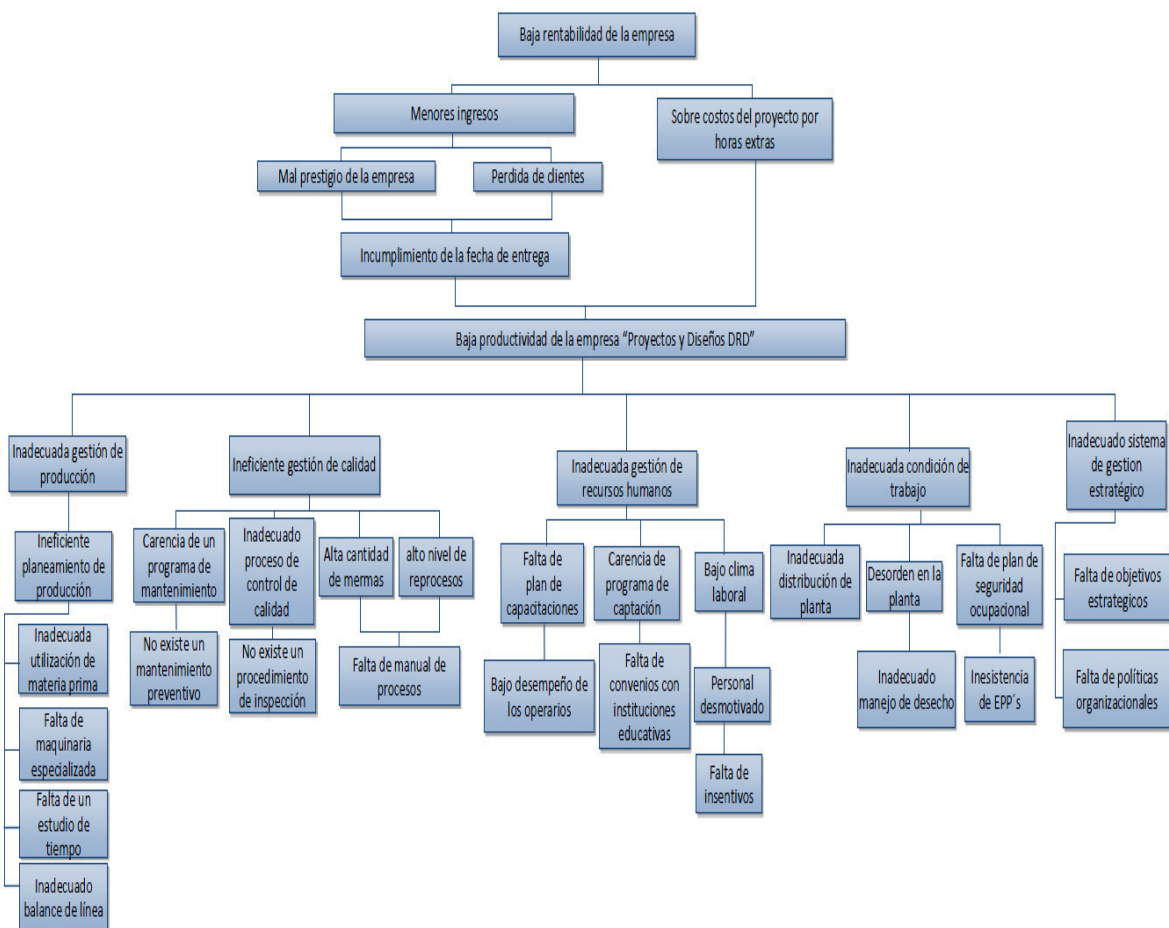 Baja rentabilidad de la empresa
Menores ingresos
Sobre costos del proyecto por
horas extras
Mal prestigio de la empresa
Perdida de clientes
Incumplimiento de la fecha de entrega
Baja productividad de la empresa “Proyectos y Diseños DRD”
Inadecuada gestión de
producción
Ineficiente gestión de calidad
Inadecuada gestión de
recursos humanos
Inadecuada condición de
trabajo
Inadecuado sistema
de gestion
estratégico
Ineficiente
planeamiento de
producción
Carencia de un
programa de
mantenimiento
Inadecuado
proceso de
control de
calidad
Alta cantidad
de mermas
alto nivel de
reprocesos
Falta de
plan de
capacitaciones
Carencia de
programa de
captación
Bajo clima
laboral
Inadecuada
distribución de
planta
Desorden en la
planta
Falta de plan de
seguridad
ocupacional
Falta de objetivos
estrategicos
Inadecuada
utilización de
materia prima
No existe un
mantenimiento
preventivo
No existe un
procedimiento
de inspección
Falta de manual de
procesos
Bajo desempeño de
los operarios
Falta de
convenios con
instituciones
educativas
Personal
desmotivado
Inadecuado
manejo de desecho
Inesistencia
de EPP´s
Falta de políticas
organizacionales
Falta de
maquinaria
especializada
Falta de
insentivos
Falta de un
estudio de
tiempo
Inadecuado
balance de línea